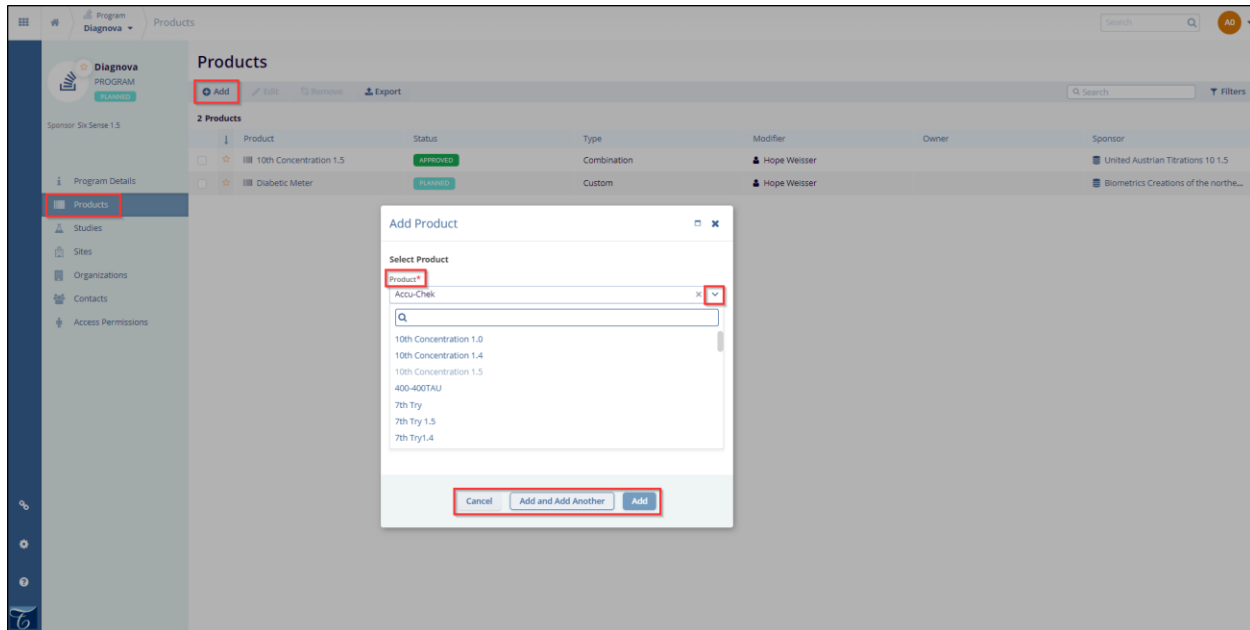 Program
Diagnova
Products
Search
AO
Diagnova
PROGRAM
PLANNED
Sponsor Six Sense 1.5
Program Details
Products
Studies
Sites
Organizations
Contacts
Access Permissions
Products
Add Edit Remove Export Search Filters
2 Products
Product Status Type Modifier Owner Sponsor
10th Concentration 1.5 APPROVED Combination Hope Weisser United Austrian Titrations 10 1.5
Diabetic Meter PLANNED Custom Hope Weisser Biometrics Creations of the northe...
Add Product
Select Product
Product*
Accu-Chek
10th Concentration 1.0
10th Concentration 1.4
10th Concentration 1.5
400-400TAU
7th Try
7th Try 1.5
7th Try1.4
Cancel Add and Add Another Add